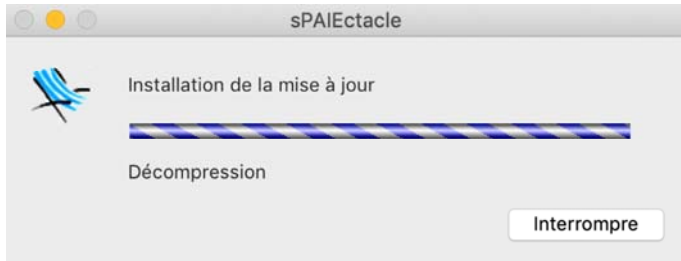 sPAIEctacle
Installation de la mise à jour
Décompression
Interrompre